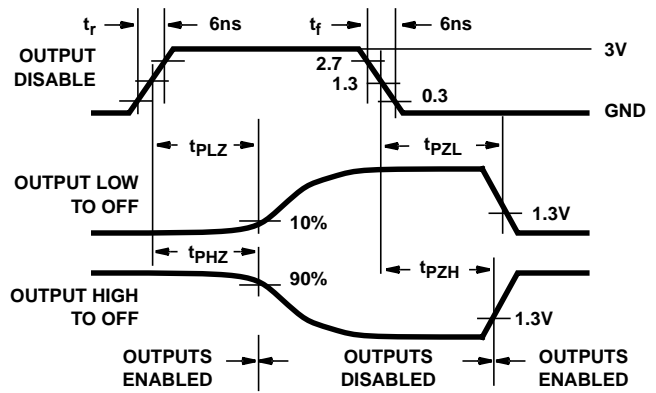 tr
6ns
tf
6ns
OUTPUT
DISABLE
3V
2.7
1.3
0.3
GND
tPLZ
tPZL
OUTPUT LOW
TO OFF
10%
1.3V
tPHZ
tPZH
OUTPUT HIGH
TO OFF
90%
1.3V
OUTPUTS
ENABLED
OUTPUTS
DISABLED
OUTPUTS
ENABLED